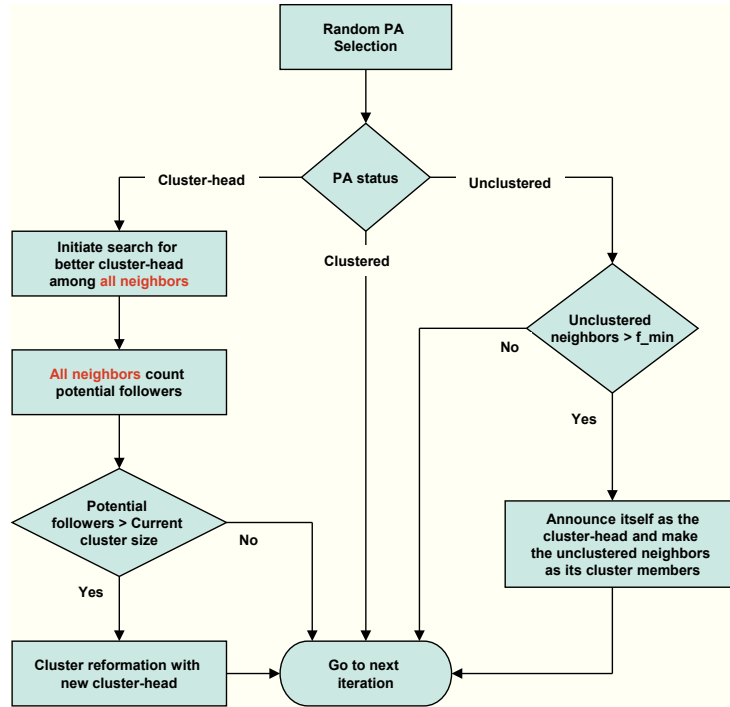 Random PA
Selection
PA status
Cluster-head
Unclustered
Clustered
Initiate search for
better cluster-head
among all neighbors
Unclustered
neighbors > f_min
No
Yes
All neighbors count
potential followers
Potential
followers > Current
cluster size
No
Yes
Announce itself as the
cluster-head and make
the unclustered neighbors
as its cluster members
Cluster reformation with
new cluster-head
Go to next
iteration